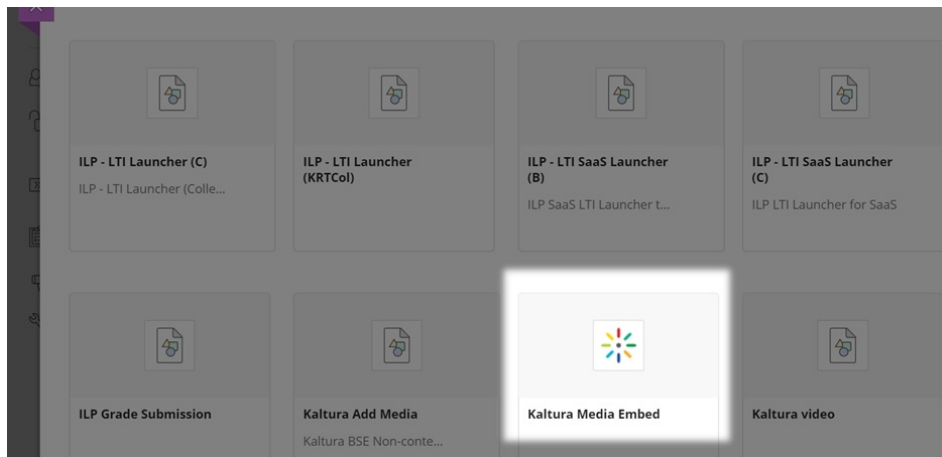 ILP - LTI Launcher (C)
ILP - LTI Launcher (Colle...
ILP - LTI Launcher
(KRTCol)
ILP - LTI SaaS Launcher
(B)
ILP SaaS LTI Launcher t...
ILP - LTI SaaS Launcher
(C)
ILP LTI Launcher for SaaS
ILP Grade Submission
Kaltura Add Media
Kaltura BSE Non-conte...
Kaltura Media Embed
Kaltura video